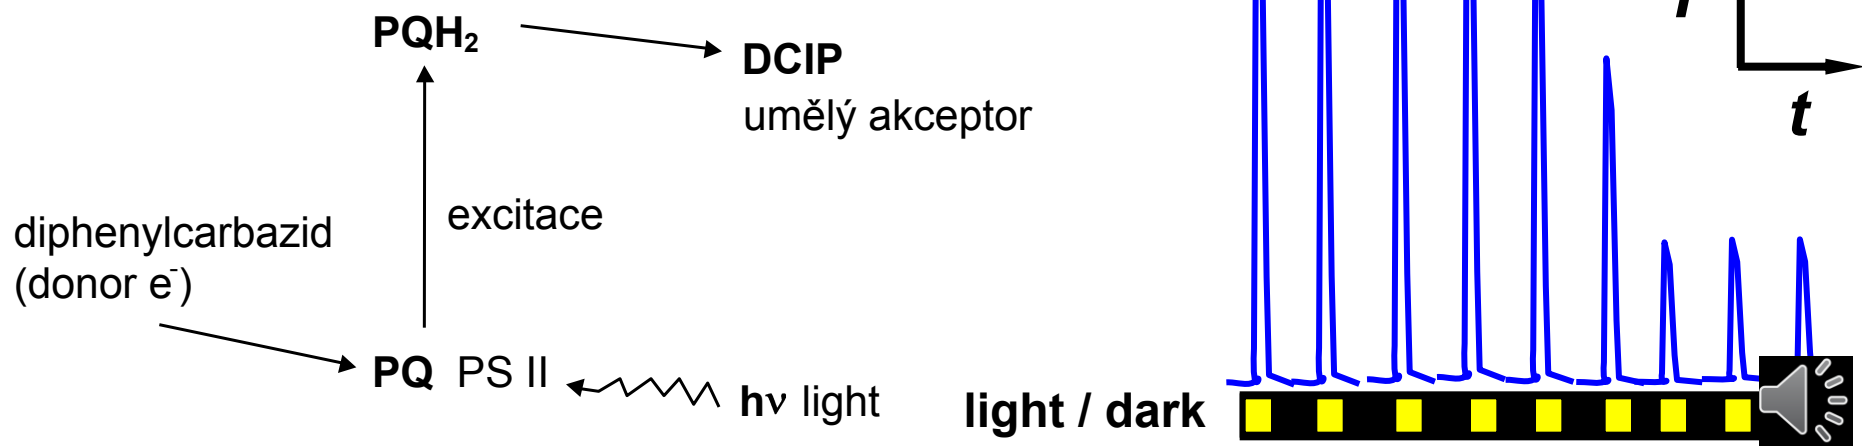 PQH₂
DCIP
umělý akceptor
t
excitace
diphenylcarbazid
(donor e⁻)
PQ PS II
hν light
light / dark